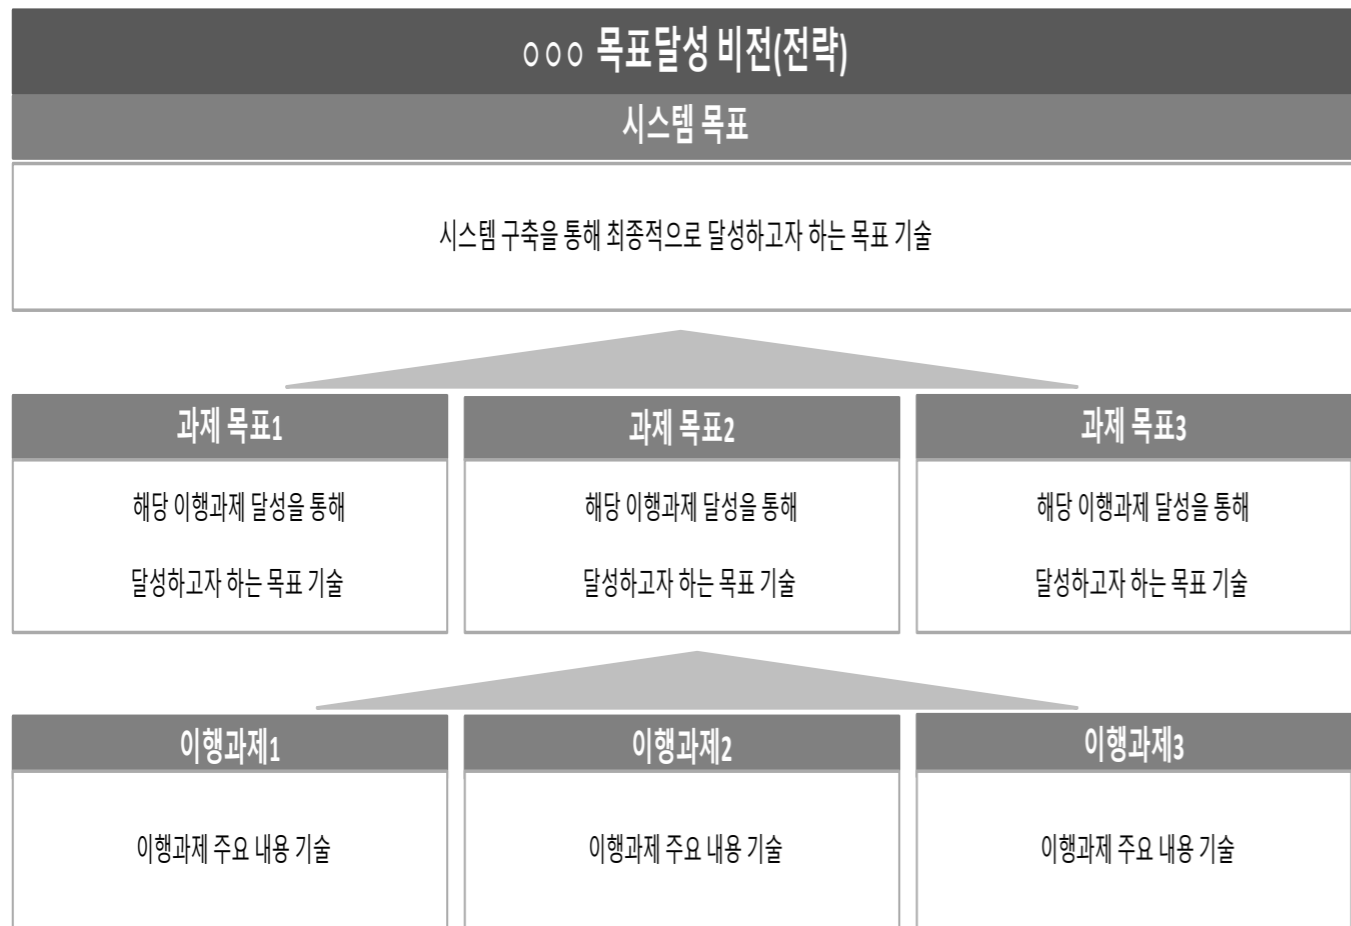 ○○○ 목표달성 비전(전략)
시스템 목표
시스템 구축을 통해 최종적으로 달성하고자 하는 목표 기술
과제 목표1
해당 이행과제 달성을 통해
달성하고자 하는 목표 기술
과제 목표2
해당 이행과제 달성을 통해
달성하고자 하는 목표 기술
과제 목표3
해당 이행과제 달성을 통해
달성하고자 하는 목표 기술
이행과제1
이행과제 주요 내용 기술
이행과제2
이행과제 주요 내용 기술
이행과제3
이행과제 주요 내용 기술